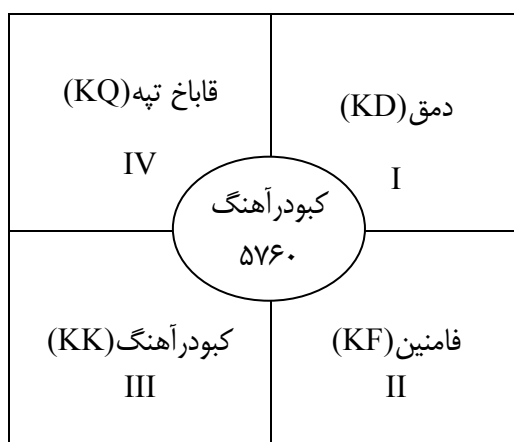 دمق(KD)
I
قاباخ تپه(KQ)
IV
کبودرآهنگ
۵۷۶۰
فامنین(KF)
II
کبودرآهنگ(KK)
III